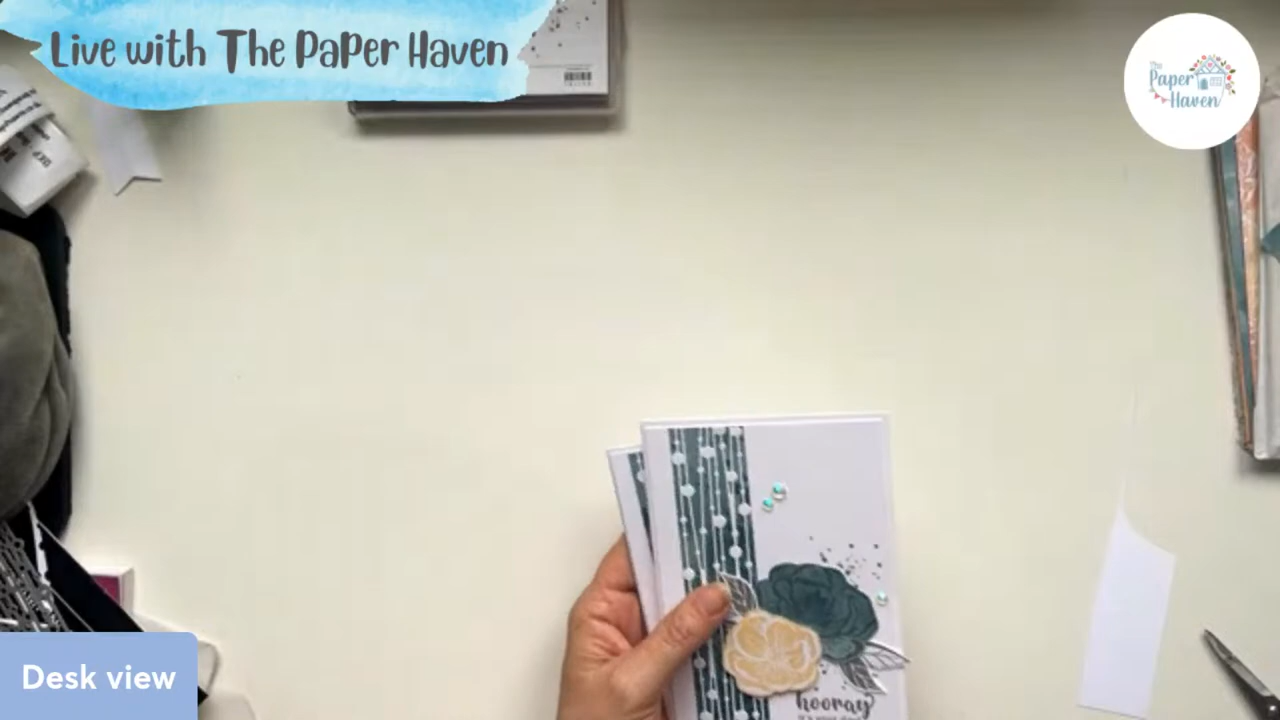 Live with The Paper Haven
The
Paper
Haven
hooray
Desk view